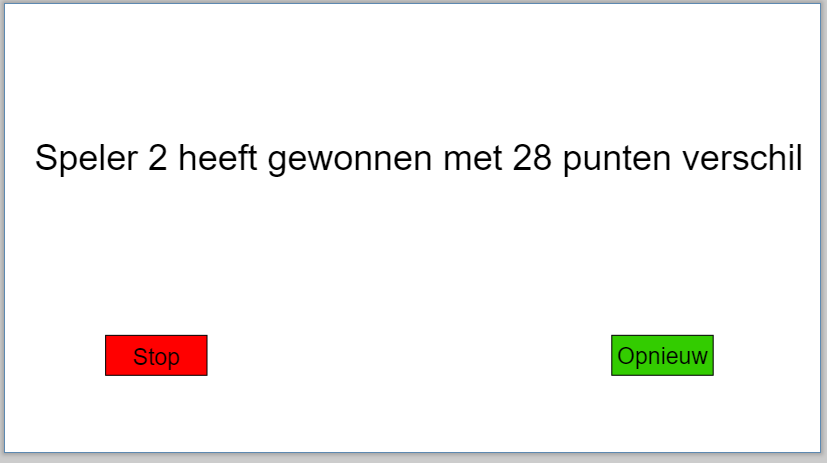 Speler 2 heeft gewonnen met 28 punten verschil
Stop
Opnieuw